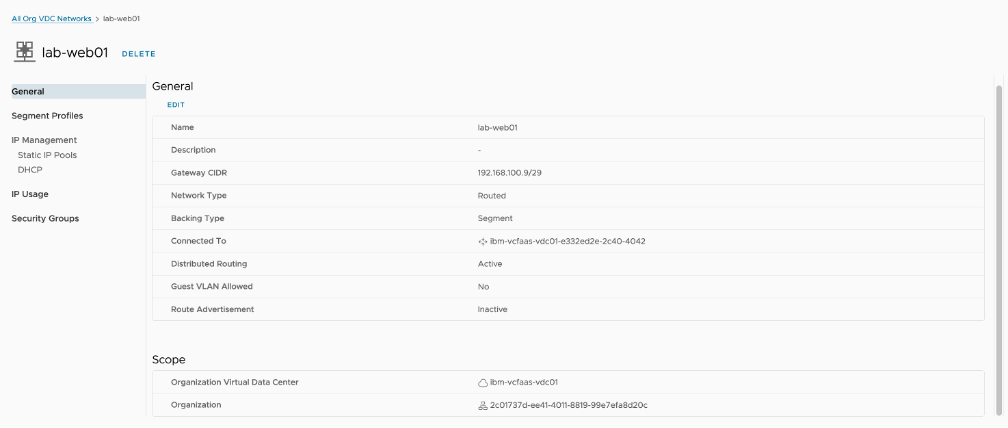 All Org VDC Networks > lab-web01
lab-web01 DELETE
General
Segment Profiles
IP Management
Static IP Pools
DHCP
IP Usage
Security Groups
General
EDIT
Name lab-web01
Description -
Gateway CIDR 192.168.100.9/29
Network Type Routed
Backing Type Segment
Connected To ibm-vcfaas-vdc01-e332ed2e-2c40-4042
Distributed Routing Active
Guest VLAN Allowed No
Route Advertisement Inactive
Scope
Organization Virtual Data Center ibm-vcfaas-vdc01
Organization 2c01737d-ee41-4011-8819-99e7efa8d20c